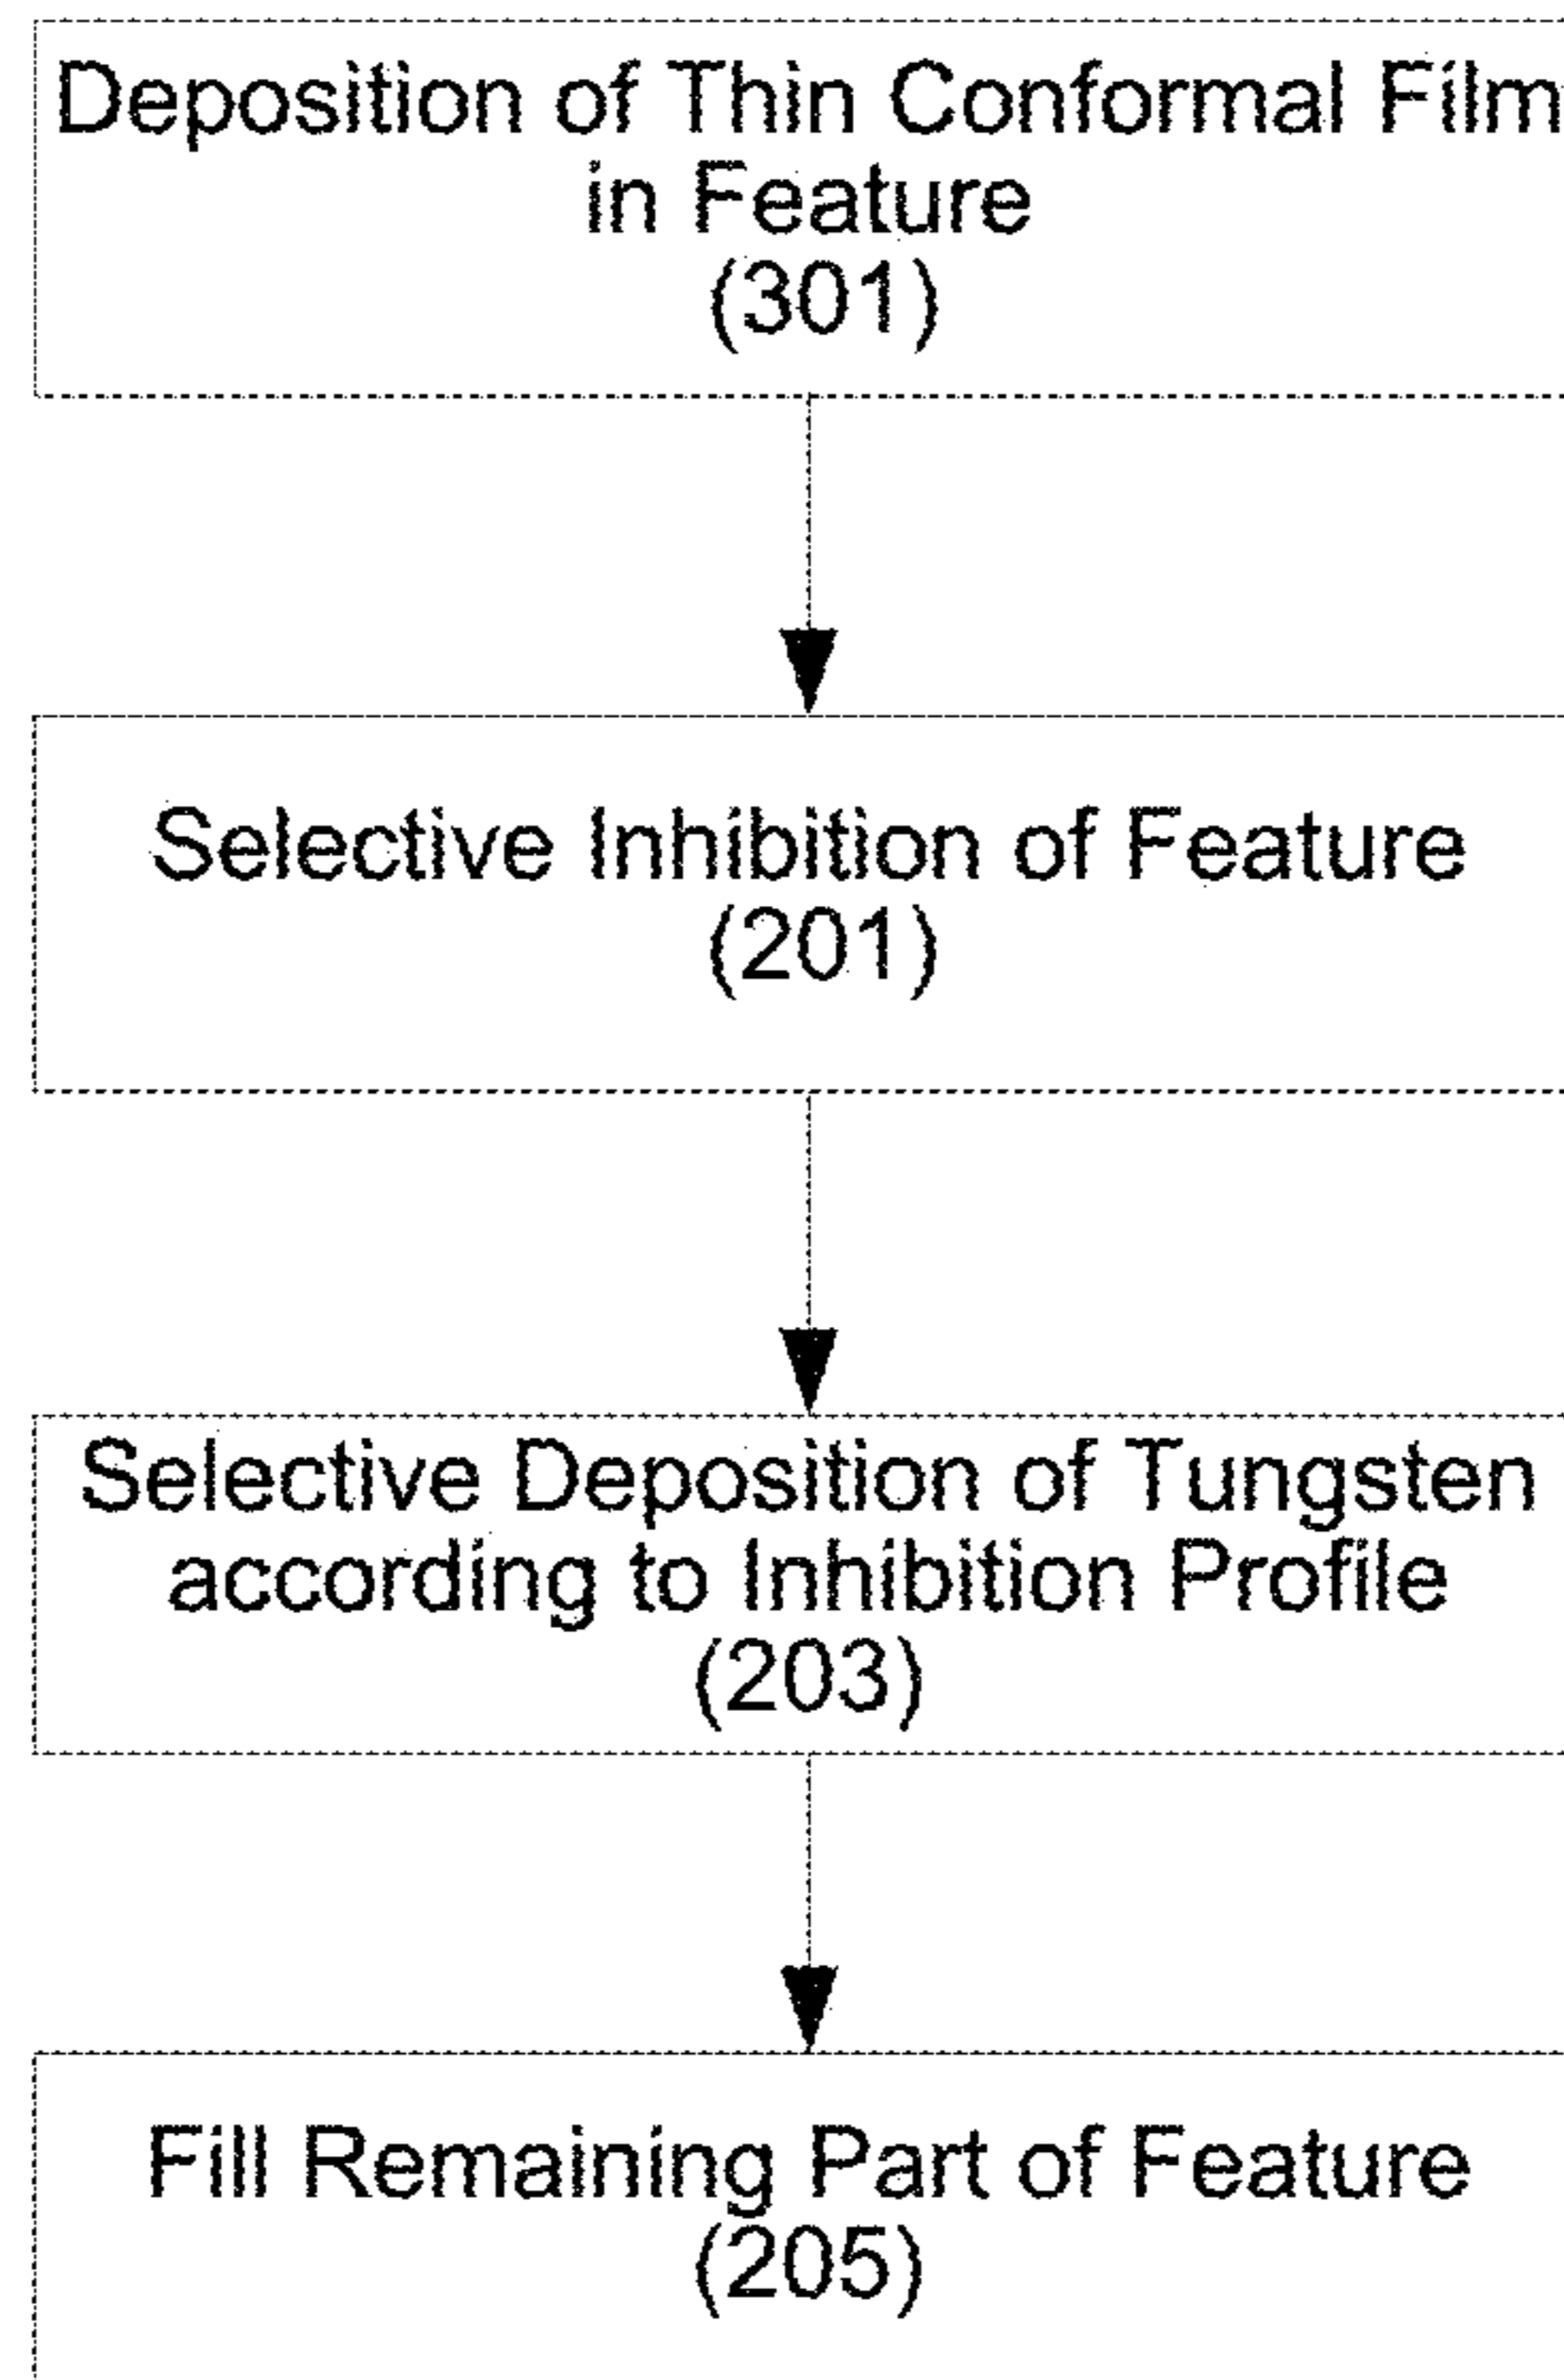 Deposition of Thin Conformal Film
in Feature
(301)
Selective Inhibition of Feature
(201)
Selective Deposition of Tungsten
according to Inhibition Profile
(203)
Fill Remaining Part of Feature
(205)